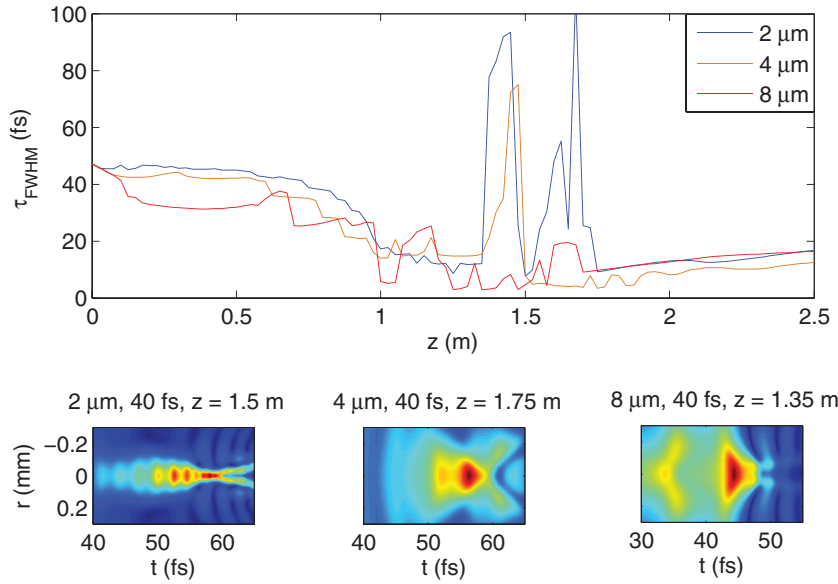 100
80
60
40
20
0
τFWHM (fs)
2 μm
4 μm
8 μm
0
0.5
1
1.5
2
2.5
z (m)
2 μm, 40 fs, z = 1.5 m
4 μm, 40 fs, z = 1.75 m
8 μm, 40 fs, z = 1.35 m
−0.2
0
0.2
r (mm)
40 50 60
40 50 60
30 40 50
t (fs)
t (fs)
t (fs)